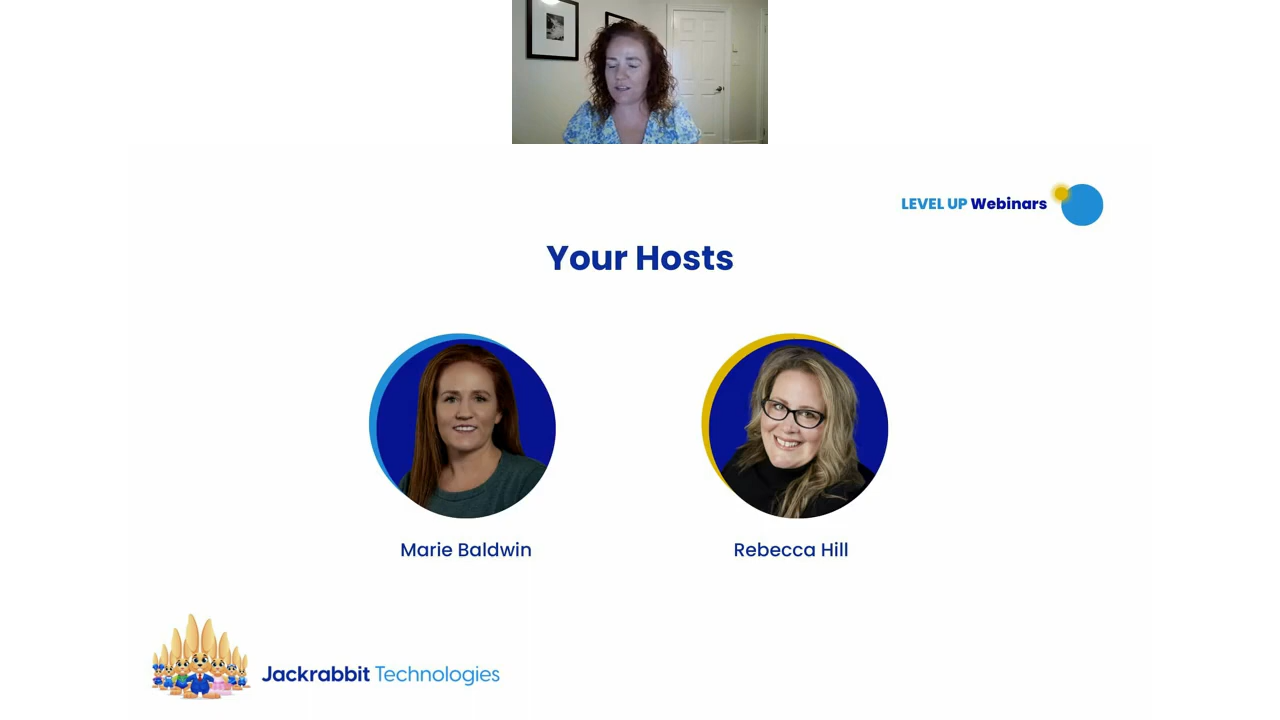 LEVEL UP Webinars
Your Hosts
Marie Baldwin
Rebecca Hill
Jackrabbit Technologies